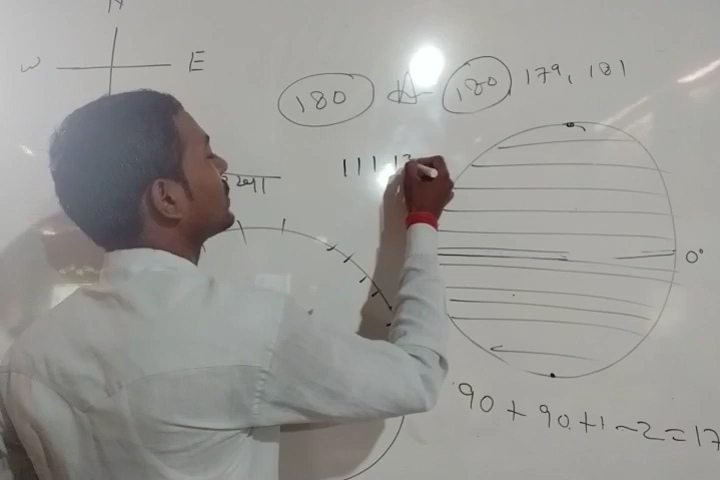 N
W E
180 180 179, 181
111.13
0°
90 + 90 + 1 - 2 = 17